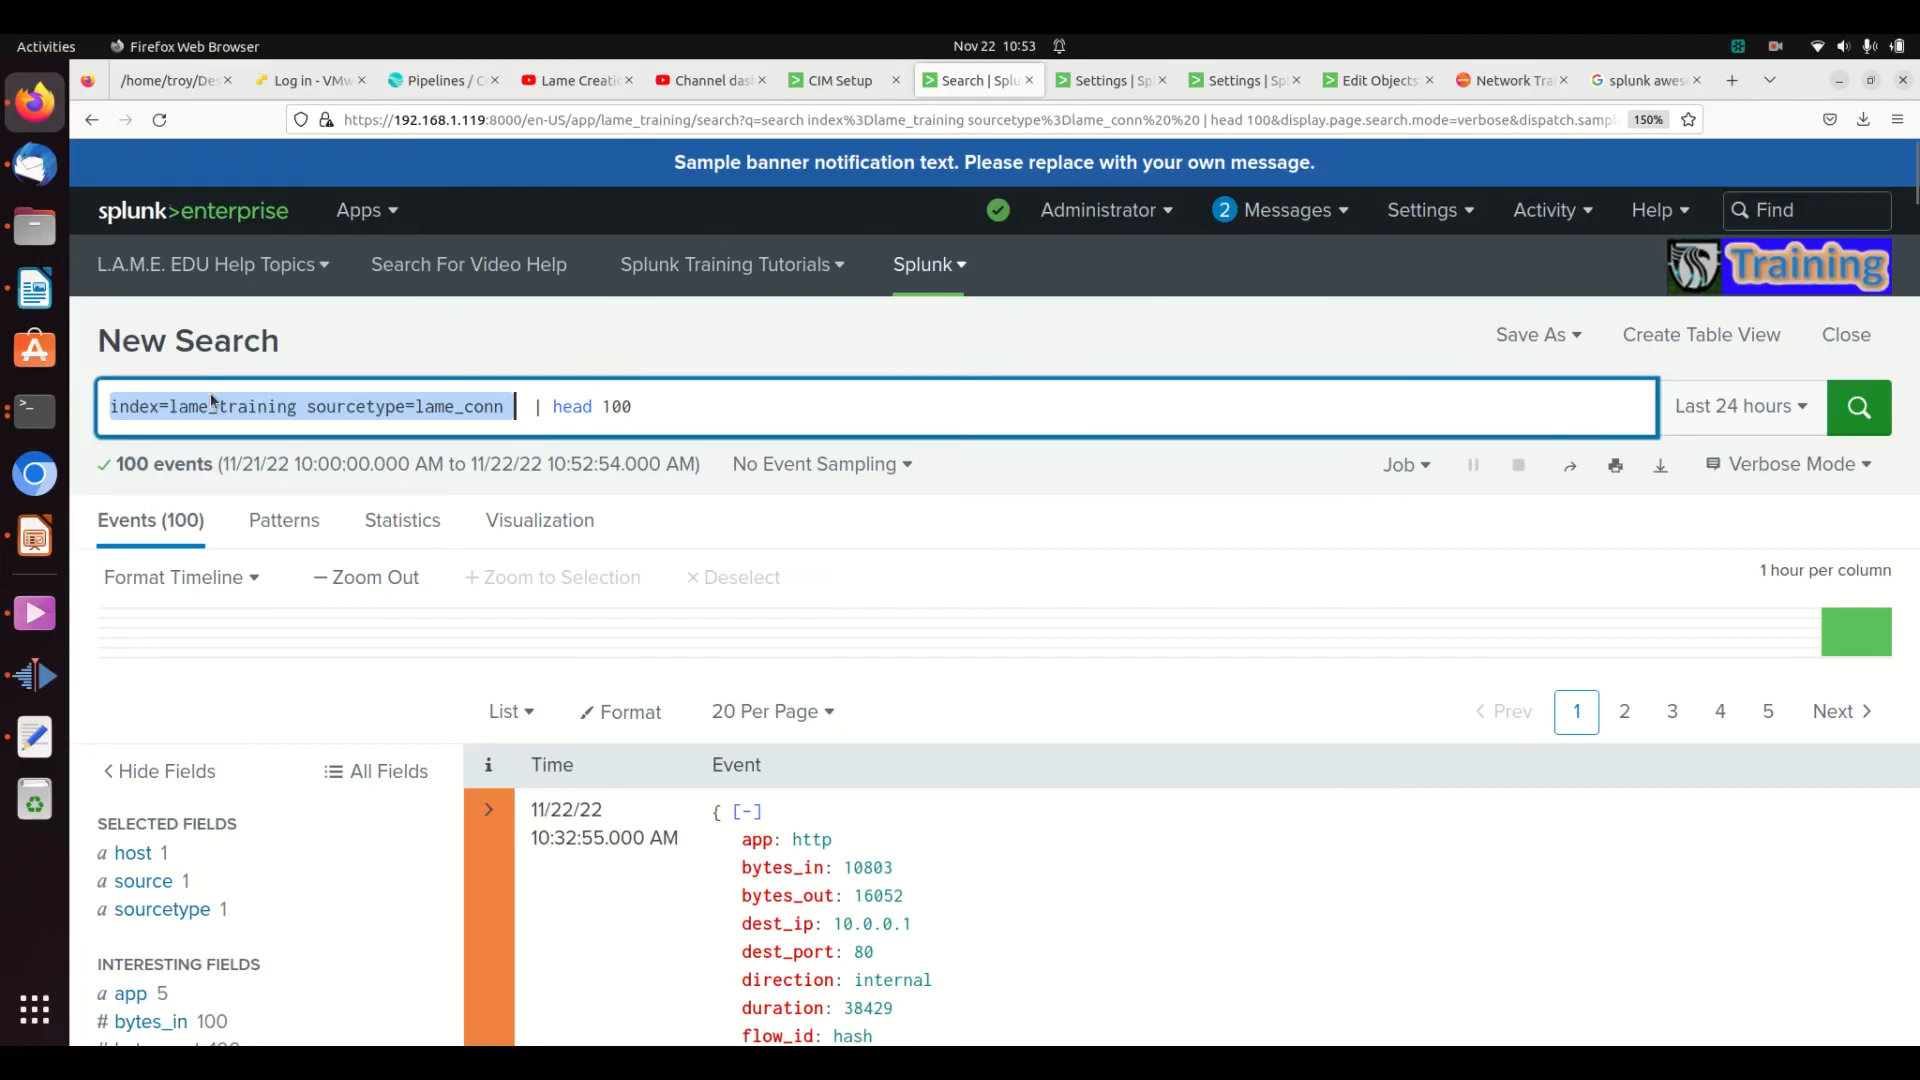 Activities Firefox Web Browser Nov 22 10:53
/home/troy/Des Log in - VMw Pipelines / C Lame Creatio Channel das CIM Setup Search | Splu Settings | Spl Settings | Spl Edit Objects Network Tra splunk awes
https://192.168.1.119:8000/en-US/app/lame_training/search?q=search index%3Dlame_training sourcetype%3Dlame_conn%20%20 | head 100&display.page.search.mode=verbose&dispatch.sampl 150%
Sample banner notification text. Please replace with your own message.
splunk>enterprise Apps Administrator 2 Messages Settings Activity Help Find
L.A.M.E. EDU Help Topics Search For Video Help Splunk Training Tutorials Splunk Training
New Search Save As Create Table View Close
index=lame_training sourcetype=lame_conn | head 100 Last 24 hours
100 events (11/21/22 10:00:00.000 AM to 11/22/22 10:52:54.000 AM) No Event Sampling Job Verbose Mode
Events (100) Patterns Statistics Visualization
Format Timeline — Zoom Out + Zoom to Selection × Deselect 1 hour per column
List Format 20 Per Page < Prev 1 2 3 4 5 Next >
< Hide Fields All Fields i Time Event
SELECTED FIELDS
a host 1
a source 1
a sourcetype 1
INTERESTING FIELDS
a app 5
# bytes_in 100
> 11/22/22
10:32:55.000 AM
{ [-]
app: http
bytes_in: 10803
bytes_out: 16052
dest_ip: 10.0.0.1
dest_port: 80
direction: internal
duration: 38429
flow_id: hash